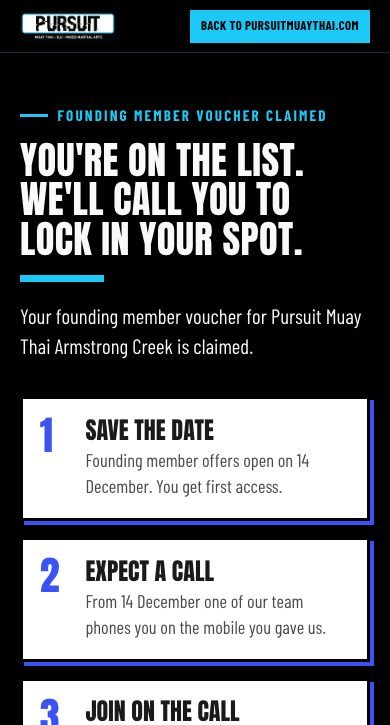 PURSUIT
MUAY THAI - BJJ - MIXED MARTIAL ARTS
BACK TO PURSUITMUAYTHAI.COM
FOUNDING MEMBER VOUCHER CLAIMED
YOU'RE ON THE LIST.
WE'LL CALL YOU TO
LOCK IN YOUR SPOT.
Your founding member voucher for Pursuit Muay
Thai Armstrong Creek is claimed.
1
SAVE THE DATE
Founding member offers open on 14
December. You get first access.
2
EXPECT A CALL
From 14 December one of our team
phones you on the mobile you gave us.
3
JOIN ON THE CALL